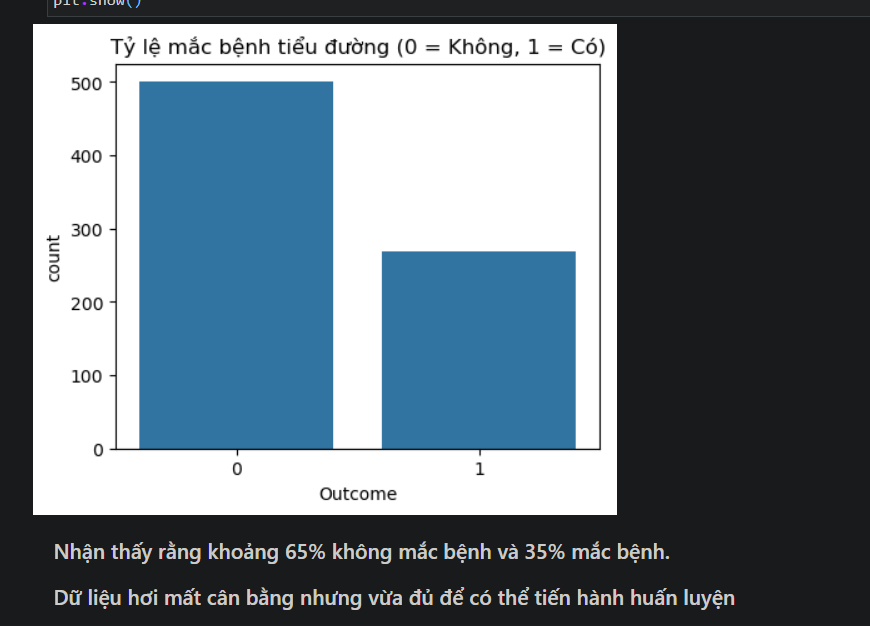 plt.show()
Tỷ lệ mắc bệnh tiểu đường (0 = Không, 1 = Có)
500
400
300
200
100
0
count
0 1
Outcome
Nhận thấy rằng khoảng 65% không mắc bệnh và 35% mắc bệnh.
Dữ liệu hơi mất cân bằng nhưng vừa đủ để có thể tiến hành huấn luyện